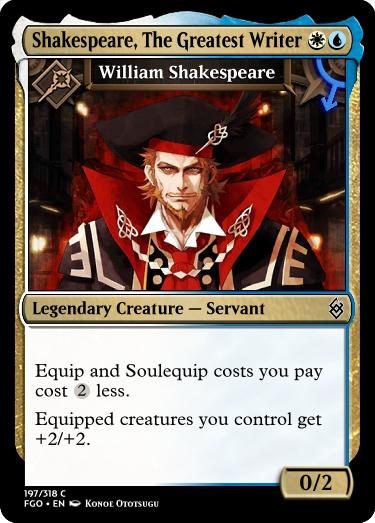 Shakespeare, The Greatest Writer
William Shakespeare
Legendary Creature — Servant
Equip and Soulequip costs you pay
cost 2 less.
Equipped creatures you control get
+2/+2.
0/2
197/318 C
FGO • EN Konoe Ototsugu